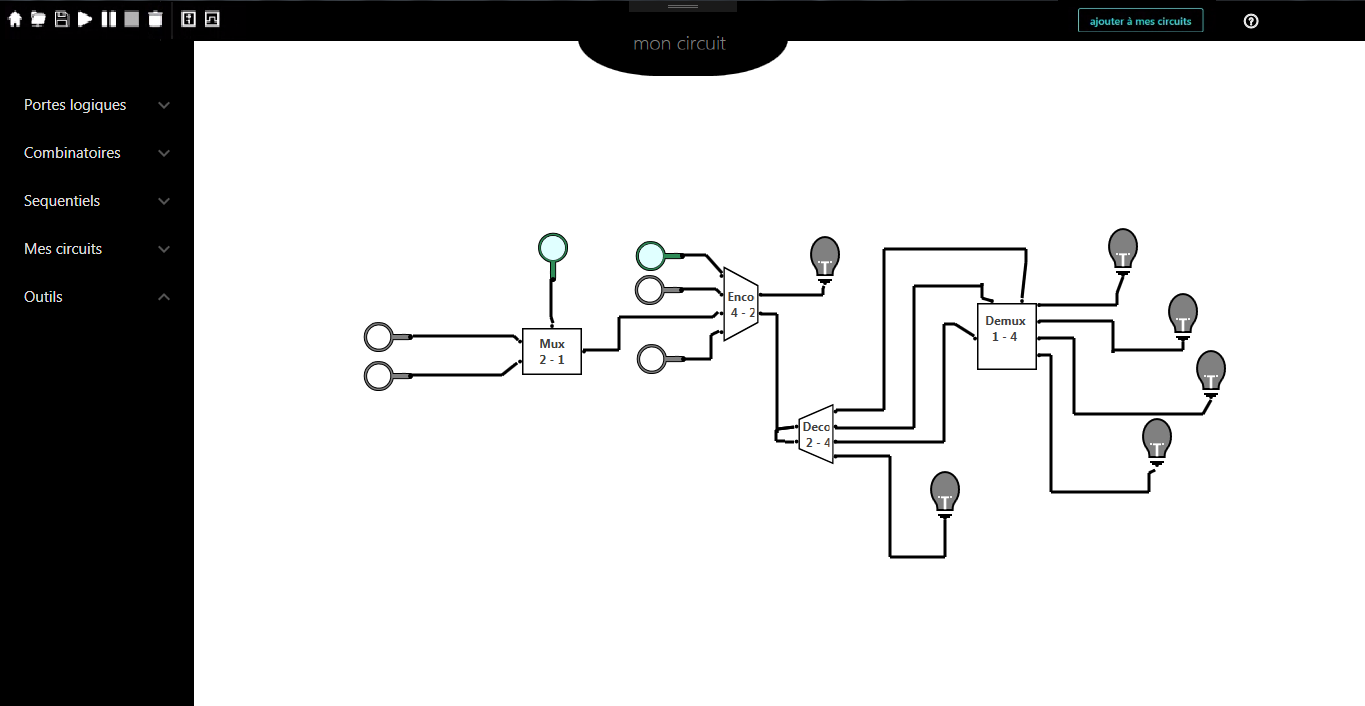 mon circuit
ajouter à mes circuits
Portes logiques
Combinatoires
Sequentiels
Mes circuits
Outils
Mux
2 - 1
Enco
4 - 2
Deco
2 - 4
Demux
1 - 4